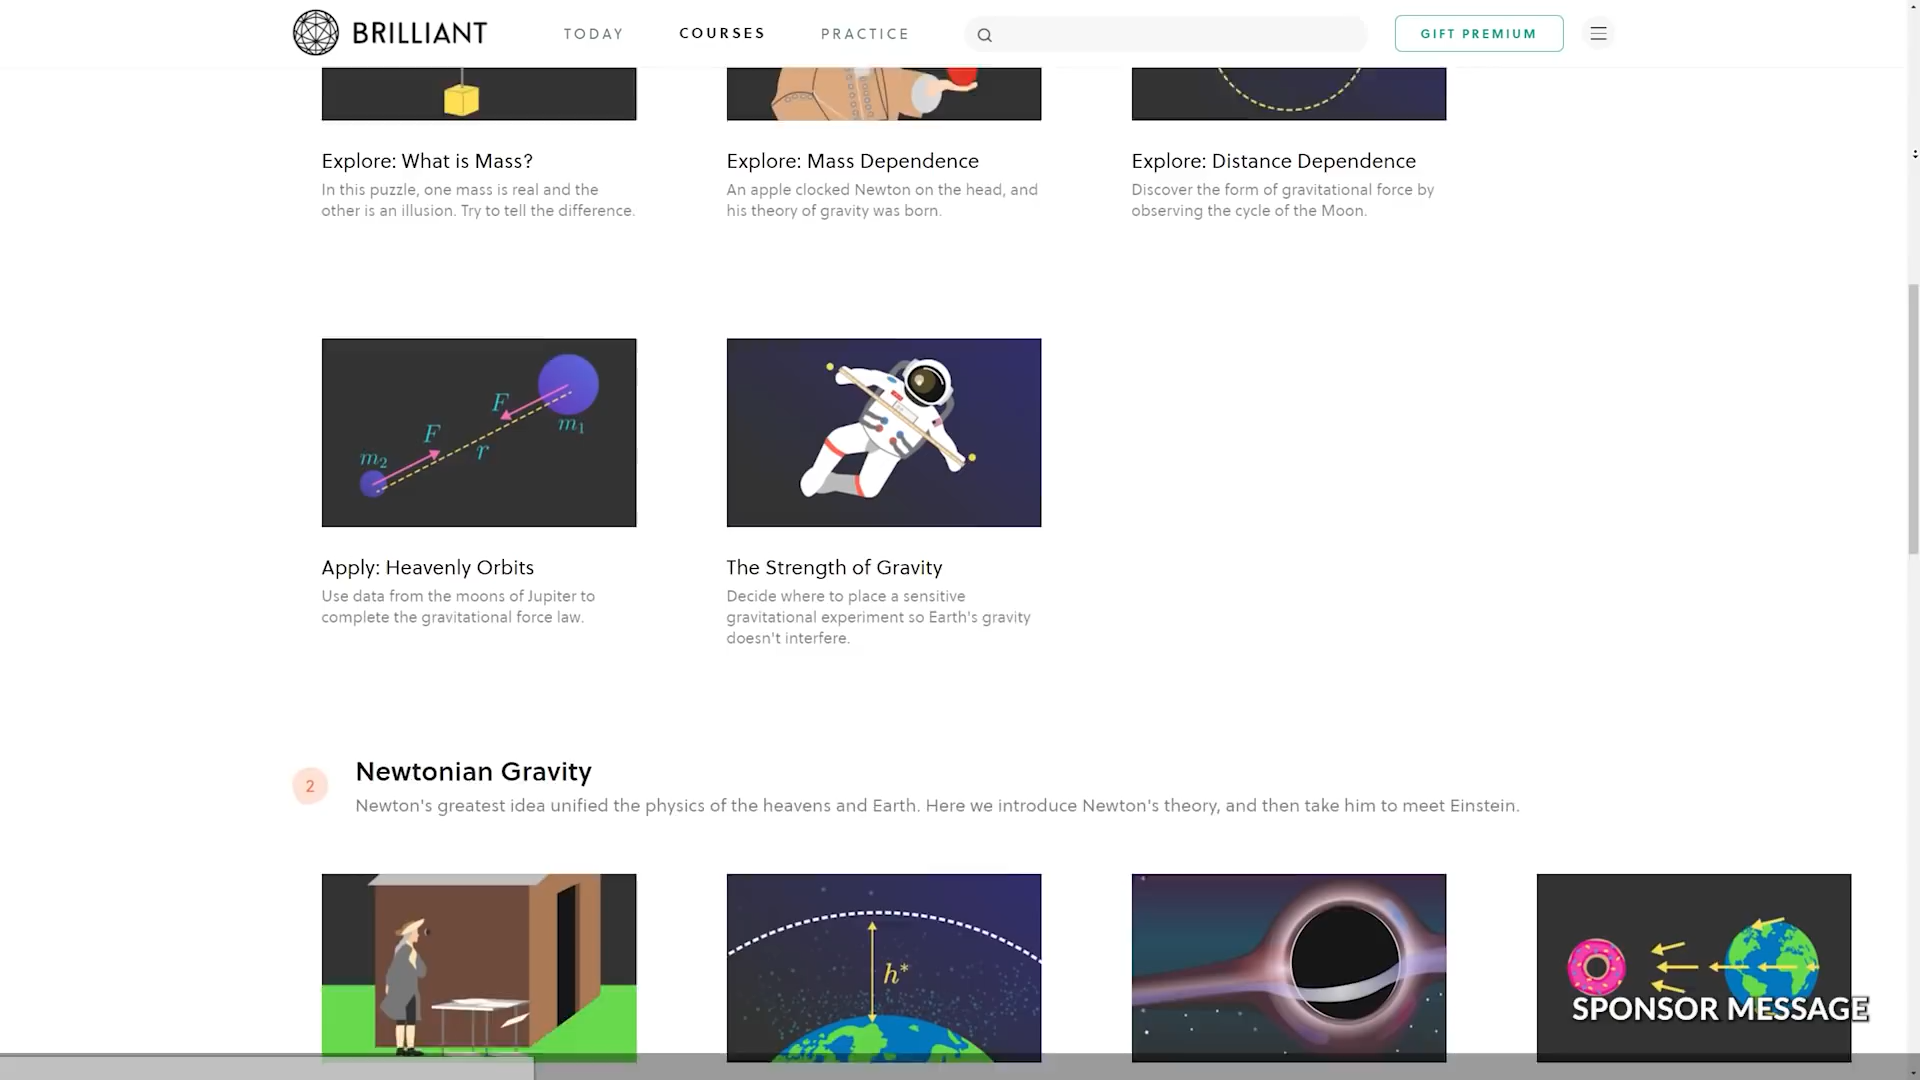 BRILLIANT
TODAY
COURSES
PRACTICE
GIFT PREMIUM
Explore: What is Mass?
In this puzzle, one mass is real and the
other is an illusion. Try to tell the difference.
Explore: Mass Dependence
An apple clocked Newton on the head, and
his theory of gravity was born.
Explore: Distance Dependence
Discover the form of gravitational force by
observing the cycle of the Moon.
F
m₁
F
r
m₂
Apply: Heavenly Orbits
Use data from the moons of Jupiter to
complete the gravitational force law.
The Strength of Gravity
Decide where to place a sensitive
gravitational experiment so Earth's gravity
doesn't interfere.
2
Newtonian Gravity
Newton's greatest idea unified the physics of the heavens and Earth. Here we introduce Newton's theory, and then take him to meet Einstein.
h*
SPONSOR MESSAGE